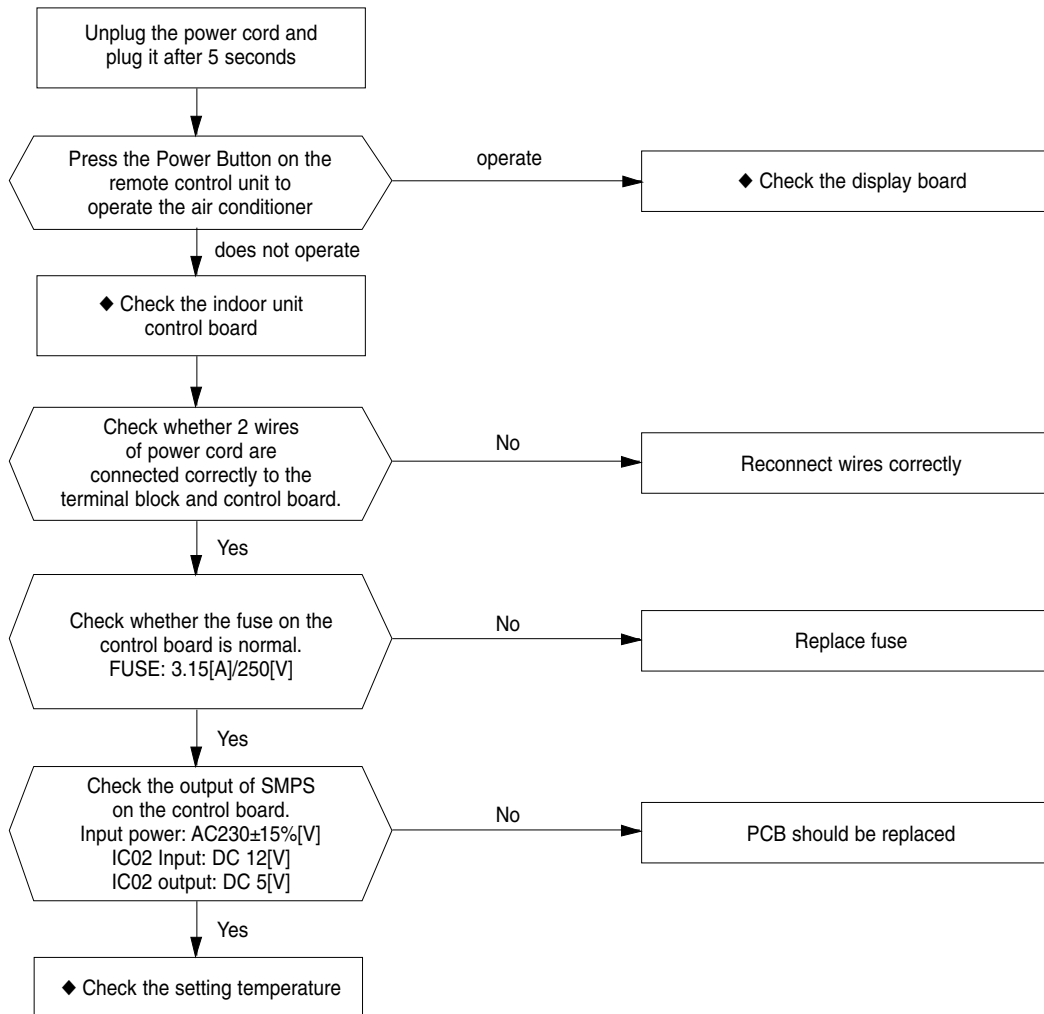 Unplug the power cord and
plug it after 5 seconds
Press the Power Button on the
remote control unit to
operate the air conditioner
operate
◆ Check the display board
does not operate
◆ Check the indoor unit
control board
Check whether 2 wires
of power cord are
connected correctly to the
terminal block and control board.
No
Reconnect wires correctly
Yes
Check whether the fuse on the
control board is normal.
FUSE: 3.15[A]/250[V]
No
Replace fuse
Yes
Check the output of SMPS
on the control board.
Input power: AC230±15%[V]
IC02 Input: DC 12[V]
IC02 output: DC 5[V]
No
PCB should be replaced
Yes
◆ Check the setting temperature